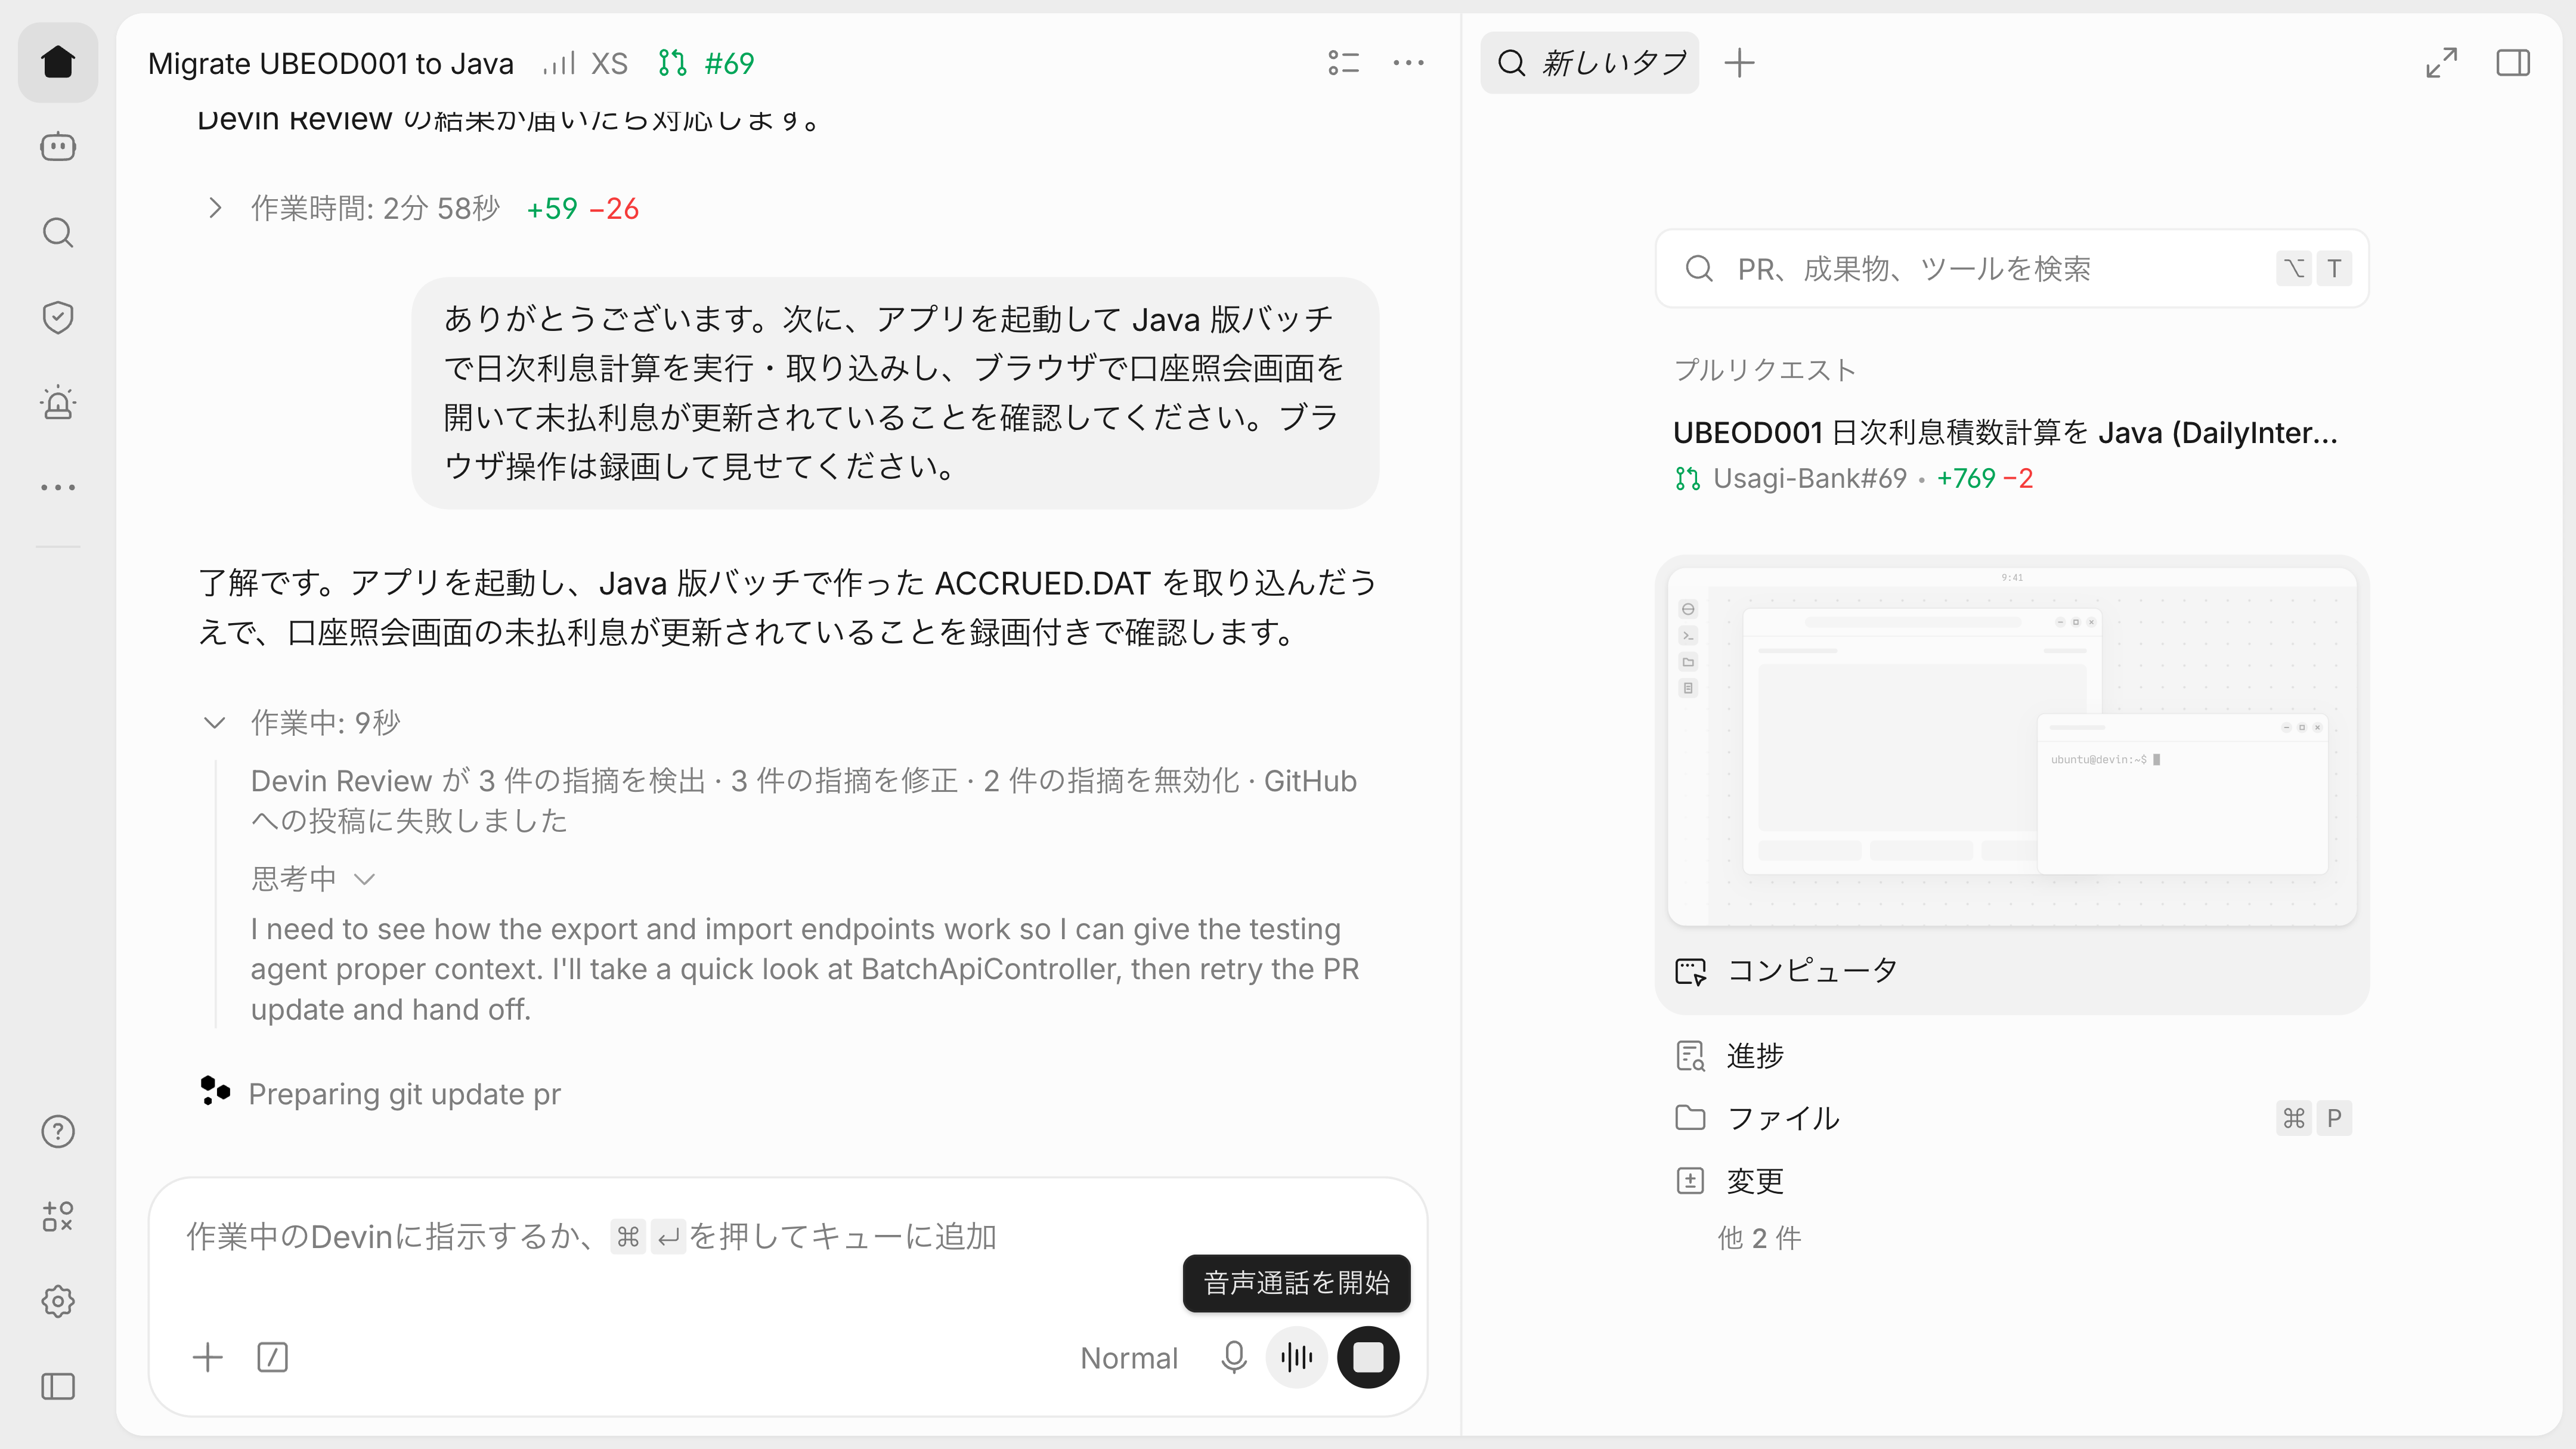 Migrate UBEOD001 to Java XS #69
Devin Review の結果が届いたら対応します。
作業時間: 2分 58秒 +59 −26
ありがとうございます。次に、アプリを起動して Java 版バッチ
で日次利息計算を実行・取り込みし、ブラウザで口座照会画面を
開いて未払利息が更新されていることを確認してください。ブラ
ウザ操作は録画して見せてください。
了解です。アプリを起動し、Java 版バッチで作った ACCRUED.DAT を取り込んだう
えで、口座照会画面の未払利息が更新されていることを録画付きで確認します。
作業中: 9秒
Devin Review が 3 件の指摘を検出 · 3 件の指摘を修正 · 2 件の指摘を無効化 · GitHub
への投稿に失敗しました
思考中
I need to see how the export and import endpoints work so I can give the testing
agent proper context. I'll take a quick look at BatchApiController, then retry the PR
update and hand off.
Preparing git update pr
作業中のDevinに指示するか、⌘ ↵を押してキューに追加
音声通話を開始
Normal
新しいタブ
PR、成果物、ツールを検索 ⌥ T
プルリクエスト
UBEOD001 日次利息積数計算を Java (DailyInter...
Usagi-Bank#69 • +769 −2
9:41
ubuntu@devin:~$
コンピュータ
進捗
ファイル ⌘ P
変更
他 2 件